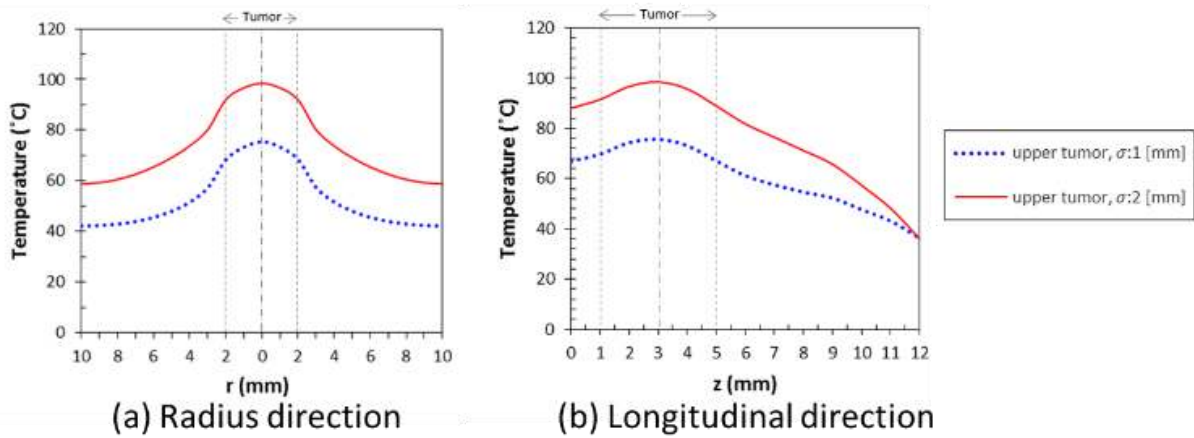 Tumor
120
100
80
60
40
20
0
Temperature (˚C)
10 8 6 4 2 0 2 4 6 8 10
r (mm)
(a) Radius direction
Tumor
120
100
80
60
40
20
0
Temperature (˚C)
0 1 2 3 4 5 6 7 8 9 10 11 12
z (mm)
(b) Longitudinal direction
upper tumor, σ:1 [mm]
upper tumor, σ:2 [mm]